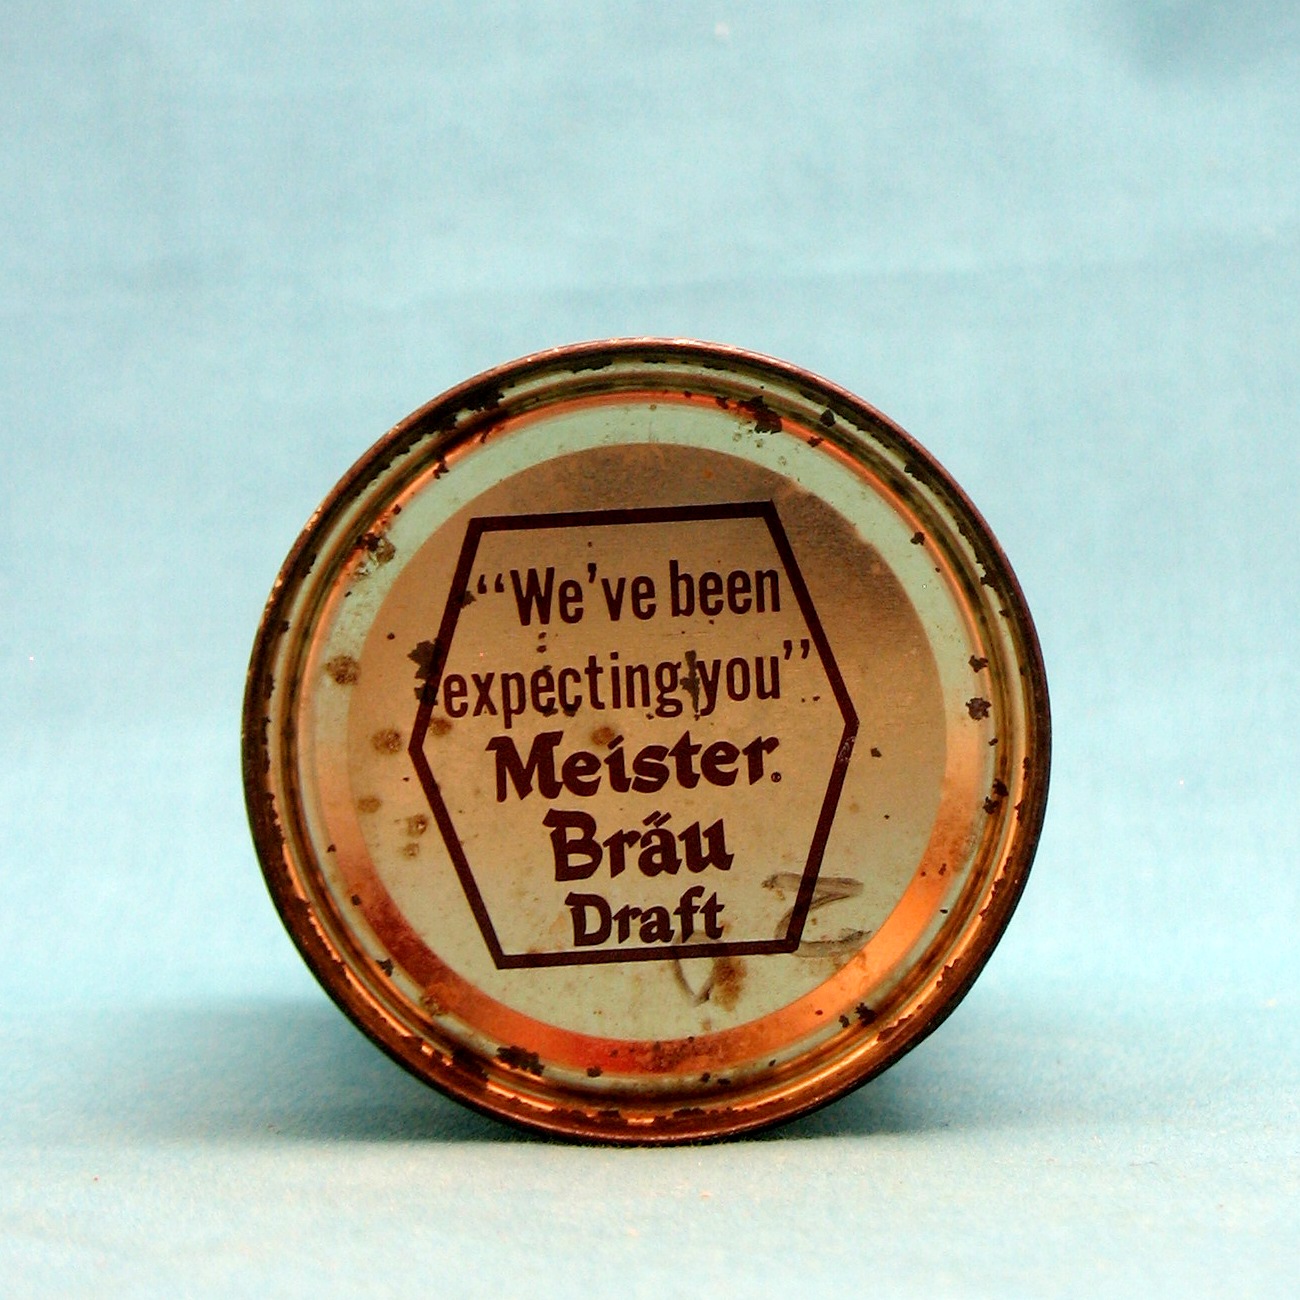 “We’ve been
expecting you”
Meister®
Bräu
Draft